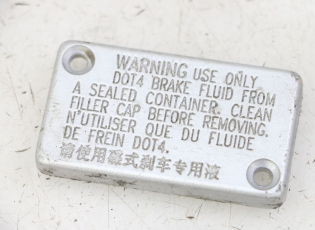 WARNING USE ONLY
DOT4 BRAKE FLUID FROM
A SEALED CONTAINER. CLEAN
FILLER CAP BEFORE REMOVING.
N'UTILISER QUE DU FLUIDE
DE FREIN DOT4.
请使用碟式刹车专用液